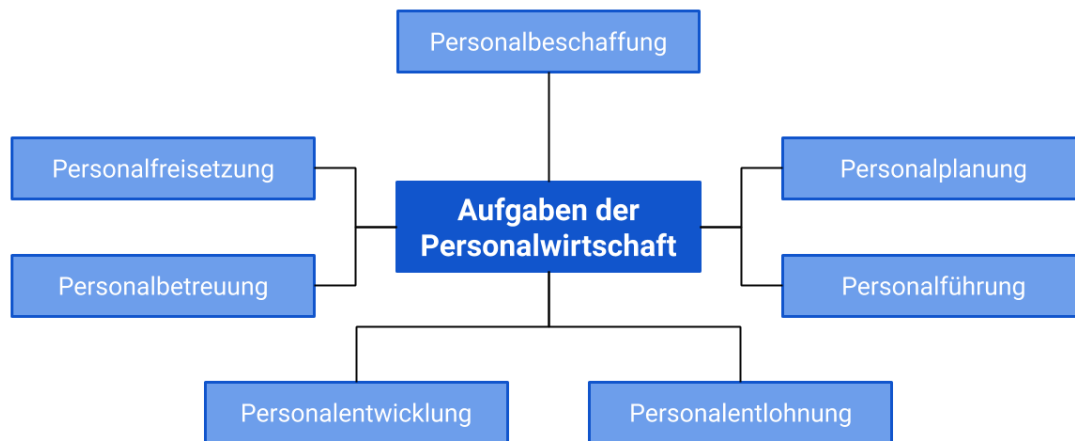 Personalbeschaffung
Personalfreisetzung
Personalplanung
Aufgaben der
Personalwirtschaft
Personalbetreuung
Personalführung
Personalentwicklung
Personalentlohnung